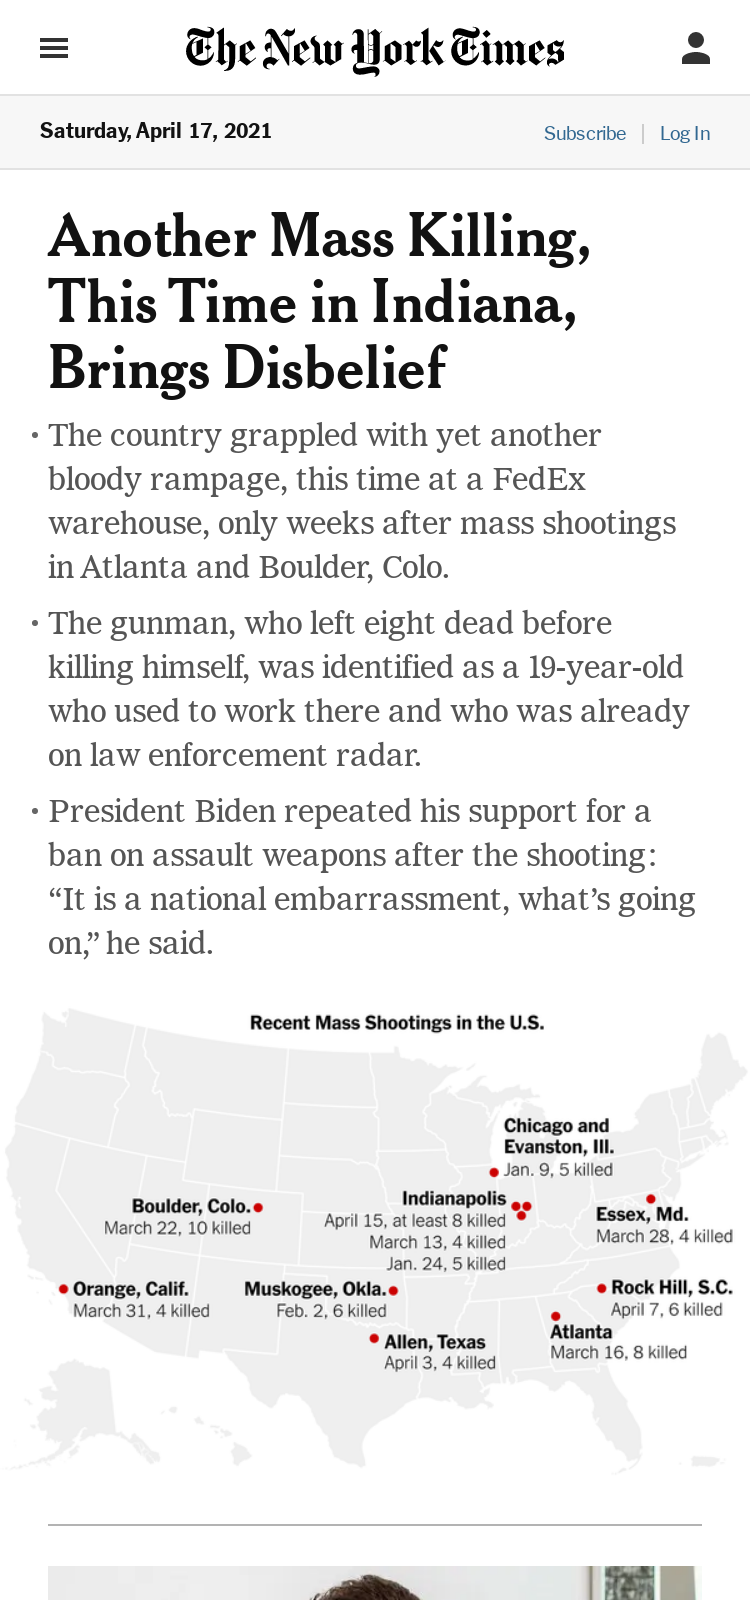 The New York Times
Saturday, April 17, 2021
Subscribe | Log In
Another Mass Killing,
This Time in Indiana,
Brings Disbelief
• The country grappled with yet another
bloody rampage, this time at a FedEx
warehouse, only weeks after mass shootings
in Atlanta and Boulder, Colo.
• The gunman, who left eight dead before
killing himself, was identified as a 19-year-old
who used to work there and who was already
on law enforcement radar.
• President Biden repeated his support for a
ban on assault weapons after the shooting:
“It is a national embarrassment, what’s going
on,” he said.
Recent Mass Shootings in the U.S.
Chicago and
Evanston, Ill.
Jan. 9, 5 killed
Boulder, Colo.
March 22, 10 killed
Indianapolis
April 15, at least 8 killed
March 13, 4 killed
Jan. 24, 5 killed
Essex, Md.
March 28, 4 killed
Orange, Calif.
March 31, 4 killed
Muskogee, Okla.
Feb. 2, 6 killed
Rock Hill, S.C.
April 7, 6 killed
Allen, Texas
April 3, 4 killed
Atlanta
March 16, 8 killed